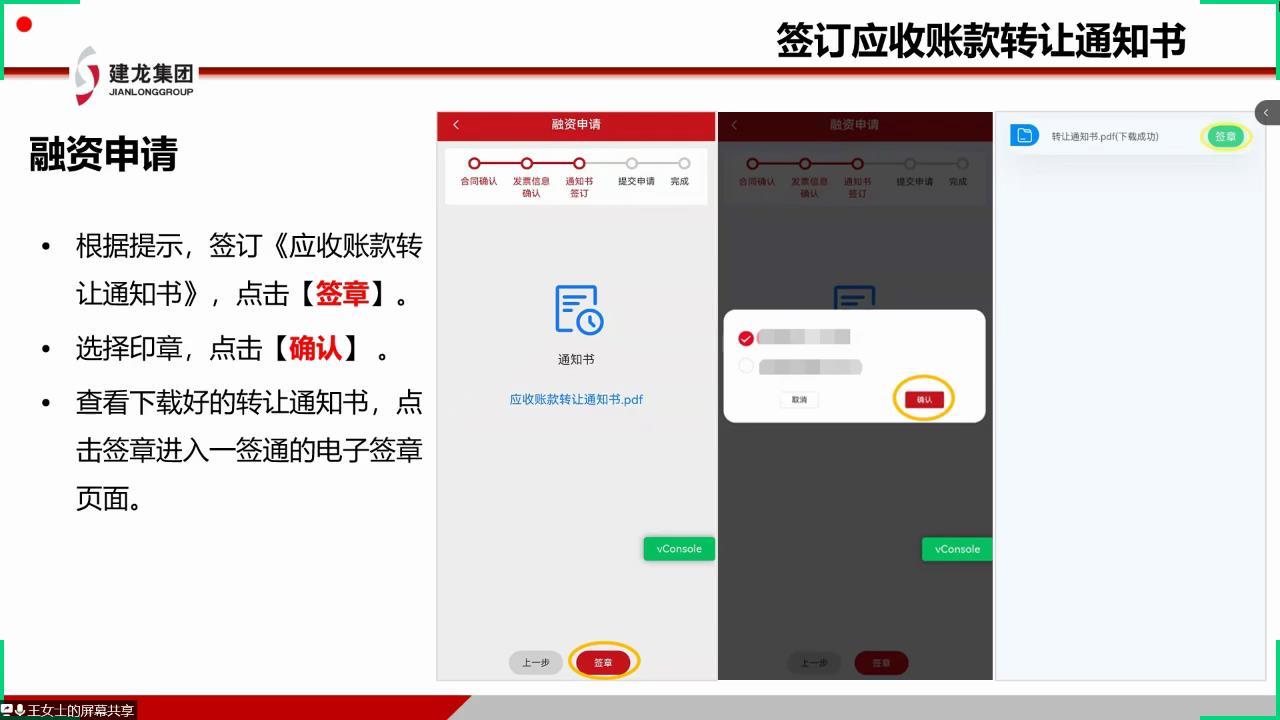 签订应收账款转让通知书
建龙集团
JIANLONGGROUP
融资申请
• 根据提示，签订《应收账款转
让通知书》，点击【签章】。
• 选择印章，点击【确认】 。
• 查看下载好的转让通知书，点
击签章进入一签通的电子签章
页面。
融资申请
合同确认 发票信息 通知书 提交申请 完成
确认 签订
通知书
应收账款转让通知书.pdf
vConsole
上一步 签章
融资申请
合同确认 发票信息 通知书 提交申请 完成
确认 签订
取消 确认
vConsole
上一步 签章
转让通知书.pdf(下载成功) 签章
王女士的屏幕共享